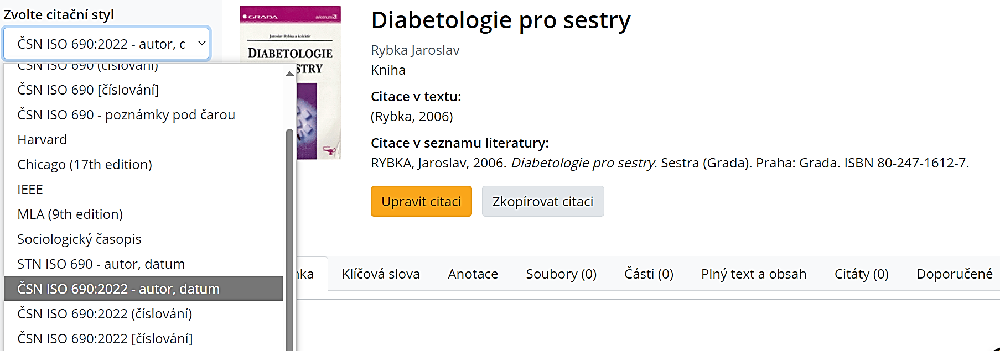 Zvolte citační styl
ČSN ISO 690:2022 - autor, d
ČSN ISO 690 (číslování)
ČSN ISO 690 [číslování]
ČSN ISO 690 - poznámky pod čarou
Harvard
Chicago (17th edition)
IEEE
MLA (9th edition)
Sociologický časopis
STN ISO 690 - autor, datum
ČSN ISO 690:2022 - autor, datum
ČSN ISO 690:2022 (číslování)
ČSN ISO 690:2022 [číslování]
GRADA avicenum
Jaroslav Rybka a kolektiv
DIABETOLOGIE
STRY
Diabetologie pro sestry
Rybka Jaroslav
Kniha
Citace v textu:
(Rybka, 2006)
Citace v seznamu literatury:
RYBKA, Jaroslav, 2006. Diabetologie pro sestry. Sestra (Grada). Praha: Grada. ISBN 80-247-1612-7.
Upravit citaci Zkopírovat citaci
nka Klíčová slova Anotace Soubory (0) Části (0) Plný text a obsah Citáty (0) Doporučené